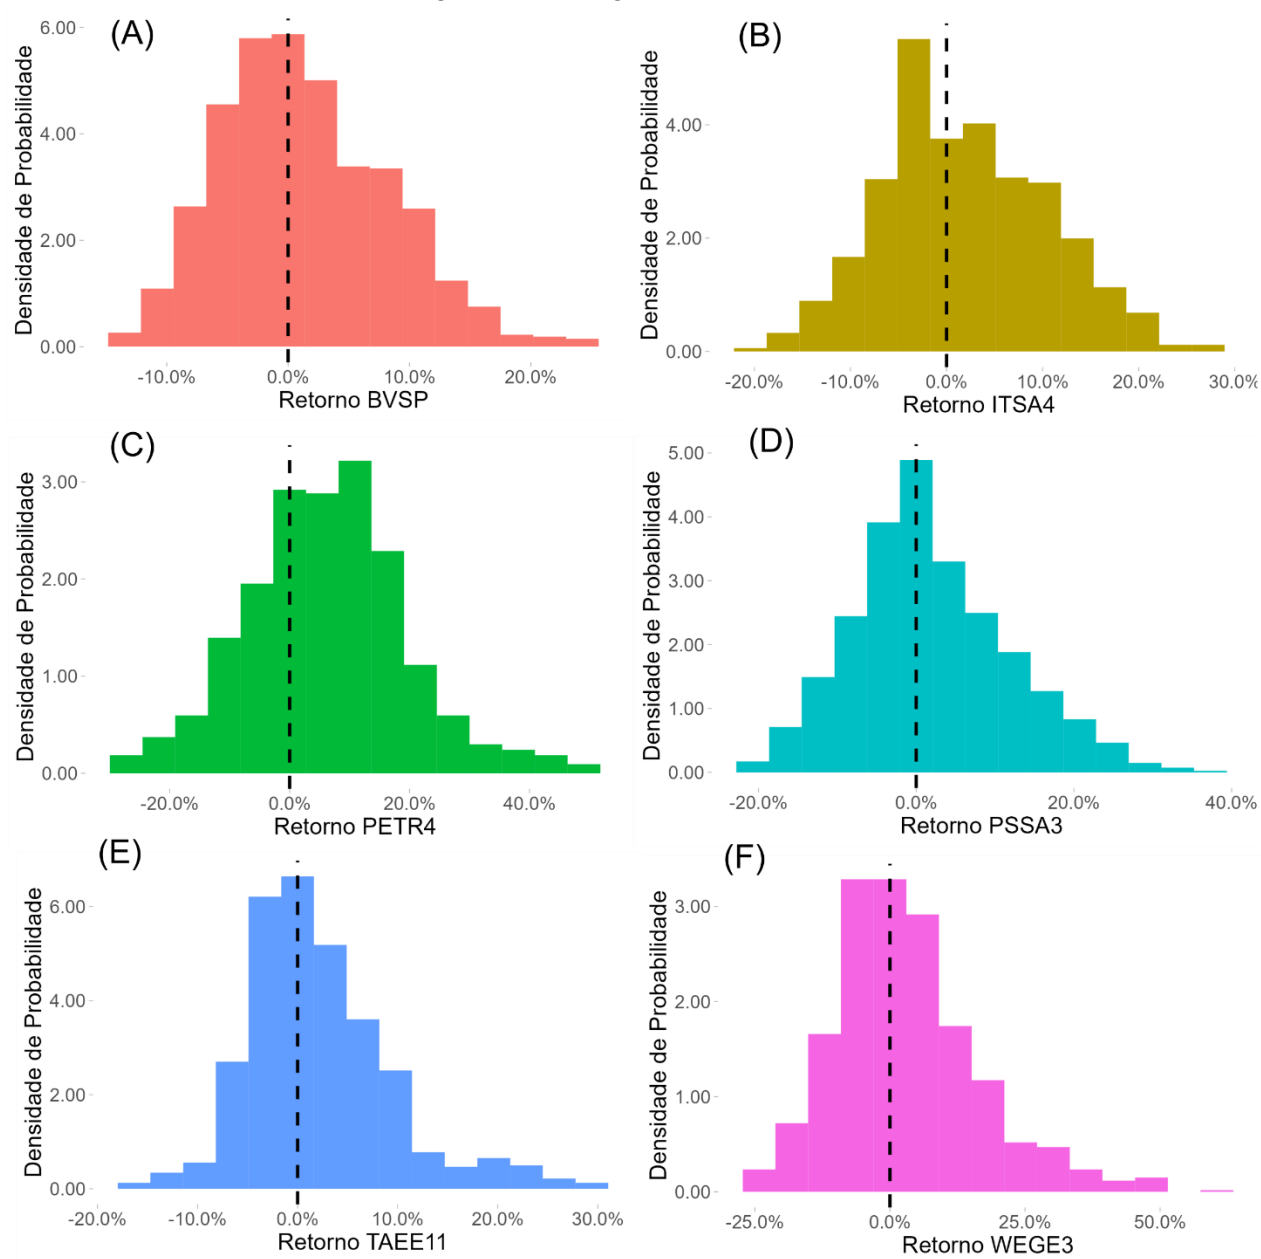 (A)
Densidade de Probabilidade
6.00
4.00
2.00
0.00
-10.0% 0.0% 10.0% 20.0%
Retorno BVSP
(B)
Densidade de Probabilidade
4.00
2.00
0.00
-20.0% -10.0% 0.0% 10.0% 20.0% 30.0%
Retorno ITSA4
(C)
Densidade de Probabilidade
3.00
2.00
1.00
0.00
-20.0% 0.0% 20.0% 40.0%
Retorno PETR4
(D)
Densidade de Probabilidade
5.00
4.00
3.00
2.00
1.00
0.00
-20.0% 0.0% 20.0% 40.0%
Retorno PSSA3
(E)
Densidade de Probabilidade
6.00
4.00
2.00
0.00
-20.0% -10.0% 0.0% 10.0% 20.0% 30.0%
Retorno TAEE11
(F)
Densidade de Probabilidade
3.00
2.00
1.00
0.00
-25.0% 0.0% 25.0% 50.0%
Retorno WEGE3